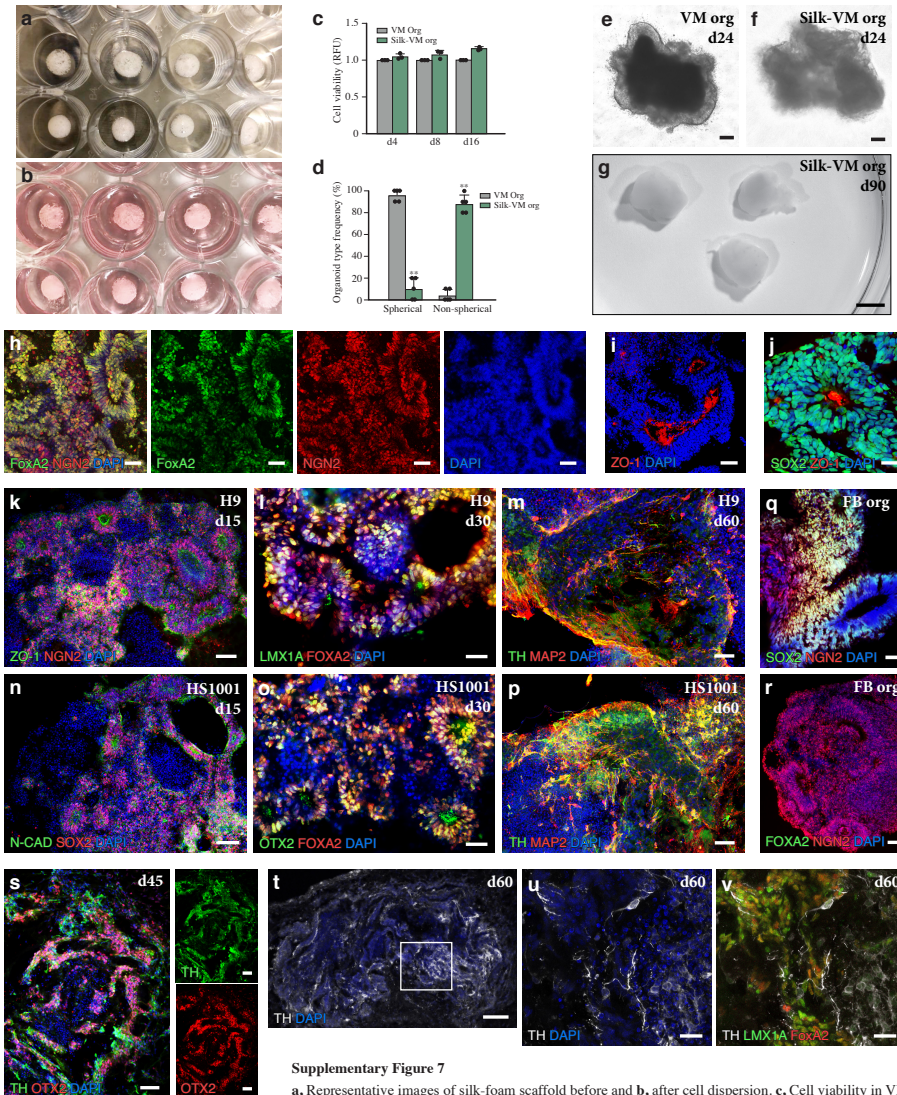 a
b
c
VM Org
Silk-VM org
Cell viability (RFU)
1.5
1.0
0.5
0
d4 d8 d16
d
VM Org
Silk-VM org
Organoid type frequency (%)
100
80
60
40
20
0
**
**
Spherical Non-spherical
e VM org
d24
f Silk-VM org
d24
g Silk-VM org
d90
h
FoxA2 NGN2 DAPI
FoxA2
NGN2
DAPI
i
ZO-1 DAPI
j
SOX2 ZO-1 DAPI
k H9
d15
ZO-1 NGN2 DAPI
l H9
d30
LMX1A FOXA2 DAPI
m H9
d60
TH MAP2 DAPI
q FB org
SOX2 NGN2 DAPI
n HS1001
d15
N-CAD SOX2 DAPI
o HS1001
d30
OTX2 FOXA2 DAPI
p HS1001
d60
TH MAP2 DAPI
r FB org
FOXA2 NGN2 DAPI
s d45
TH OTX2 DAPI
TH
OTX2
t d60
TH DAPI
u d60
TH DAPI
v d60
TH LMX1A FoxA2
Supplementary Figure 7
a, Representative images of silk-foam scaffold before and b, after cell dispersion. c, Cell viability in VM